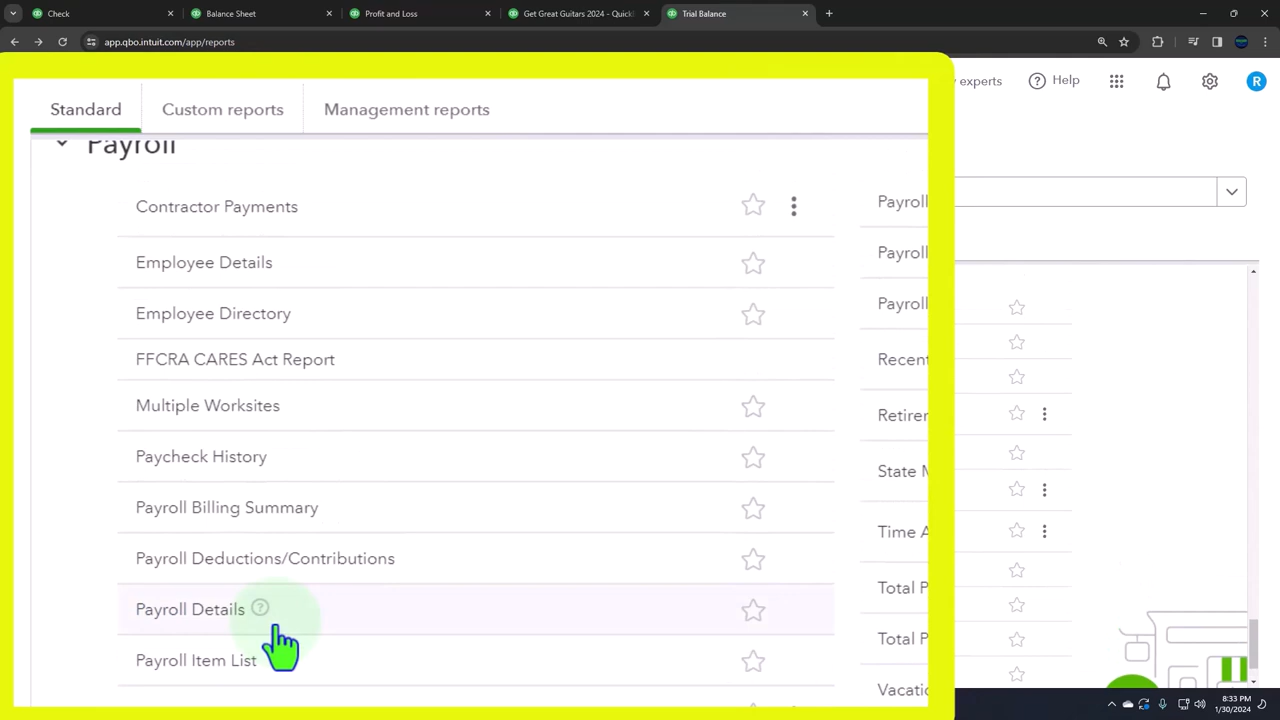 Check
Balance Sheet
Profit and Loss
Get Great Guitars 2024 - Quick
Trial Balance
app.qbo.intuit.com/app/reports
experts
Help
R
Standard
Custom reports
Management reports
Payroll
Contractor Payments
Employee Details
Employee Directory
FFCRA CARES Act Report
Multiple Worksites
Paycheck History
Payroll Billing Summary
Payroll Deductions/Contributions
Payroll Details
Payroll Item List
Payroll
Payroll
Payroll
Recent
State
Time
Total P
Total P
8:33 PM
1/30/2024